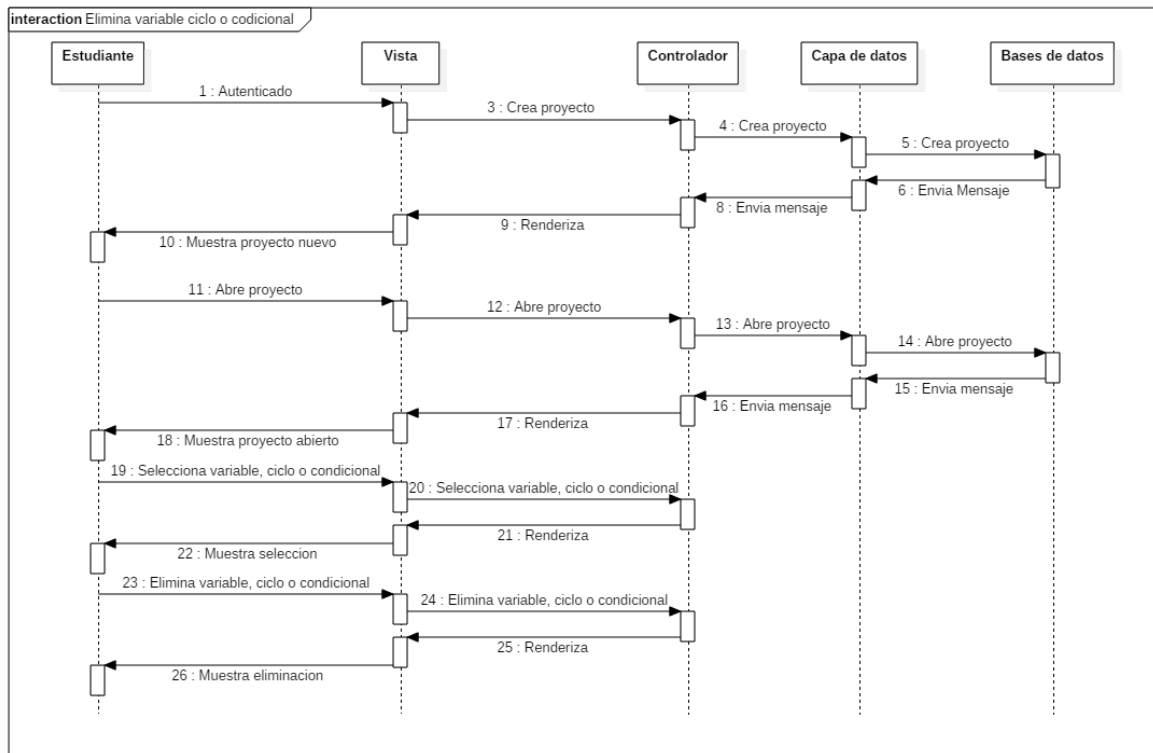 interaction Elimina variable ciclo o codicional
Estudiante
Vista
Controlador
Capa de datos
Bases de datos
1 : Autenticado
3 : Crea proyecto
4 : Crea proyecto
5 : Crea proyecto
6 : Envia Mensaje
8 : Envia mensaje
9 : Renderiza
10 : Muestra proyecto nuevo
11 : Abre proyecto
12 : Abre proyecto
13 : Abre proyecto
14 : Abre proyecto
15 : Envia mensaje
16 : Envia mensaje
17 : Renderiza
18 : Muestra proyecto abierto
19 : Selecciona variable, ciclo o condicional
20 : Selecciona variable, ciclo o condicional
21 : Renderiza
22 : Muestra seleccion
23 : Elimina variable, ciclo o condicional
24 : Elimina variable, ciclo o condicional
25 : Renderiza
26 : Muestra eliminacion